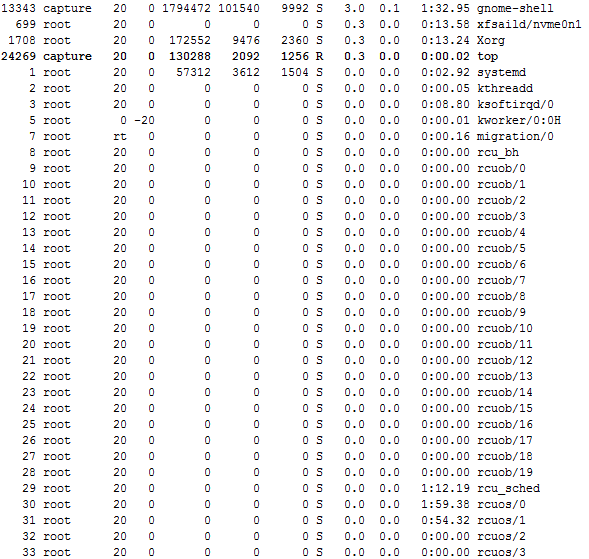 13343 capture 20 0 1794472 101540 9992 S 3.0 0.1 1:32.95 gnome-shell
699 root 20 0 0 0 0 S 0.3 0.0 0:13.58 xfsaild/nvme0n1
1708 root 20 0 172552 9476 2360 S 0.3 0.0 0:13.24 Xorg
24269 capture 20 0 130288 2092 1256 R 0.3 0.0 0:00.02 top
1 root 20 0 57312 3612 1504 S 0.0 0.0 0:02.92 systemd
2 root 20 0 0 0 0 S 0.0 0.0 0:00.05 kthreadd
3 root 20 0 0 0 0 S 0.0 0.0 0:08.80 ksoftirqd/0
5 root 0 -20 0 0 0 S 0.0 0.0 0:00.01 kworker/0:0H
7 root rt 0 0 0 0 S 0.0 0.0 0:00.16 migration/0
8 root 20 0 0 0 0 S 0.0 0.0 0:00.00 rcu_bh
9 root 20 0 0 0 0 S 0.0 0.0 0:00.00 rcuob/0
10 root 20 0 0 0 0 S 0.0 0.0 0:00.00 rcuob/1
11 root 20 0 0 0 0 S 0.0 0.0 0:00.00 rcuob/2
12 root 20 0 0 0 0 S 0.0 0.0 0:00.00 rcuob/3
13 root 20 0 0 0 0 S 0.0 0.0 0:00.00 rcuob/4
14 root 20 0 0 0 0 S 0.0 0.0 0:00.00 rcuob/5
15 root 20 0 0 0 0 S 0.0 0.0 0:00.00 rcuob/6
16 root 20 0 0 0 0 S 0.0 0.0 0:00.00 rcuob/7
17 root 20 0 0 0 0 S 0.0 0.0 0:00.00 rcuob/8
18 root 20 0 0 0 0 S 0.0 0.0 0:00.00 rcuob/9
19 root 20 0 0 0 0 S 0.0 0.0 0:00.00 rcuob/10
20 root 20 0 0 0 0 S 0.0 0.0 0:00.00 rcuob/11
21 root 20 0 0 0 0 S 0.0 0.0 0:00.00 rcuob/12
22 root 20 0 0 0 0 S 0.0 0.0 0:00.00 rcuob/13
23 root 20 0 0 0 0 S 0.0 0.0 0:00.00 rcuob/14
24 root 20 0 0 0 0 S 0.0 0.0 0:00.00 rcuob/15
25 root 20 0 0 0 0 S 0.0 0.0 0:00.00 rcuob/16
26 root 20 0 0 0 0 S 0.0 0.0 0:00.00 rcuob/17
27 root 20 0 0 0 0 S 0.0 0.0 0:00.00 rcuob/18
28 root 20 0 0 0 0 S 0.0 0.0 0:00.00 rcuob/19
29 root 20 0 0 0 0 S 0.0 0.0 1:12.19 rcu_sched
30 root 20 0 0 0 0 S 0.0 0.0 1:59.38 rcuos/0
31 root 20 0 0 0 0 S 0.0 0.0 0:54.32 rcuos/1
32 root 20 0 0 0 0 S 0.0 0.0 0:00.00 rcuos/2
33 root 20 0 0 0 0 S 0.0 0.0 0:00.00 rcuos/3